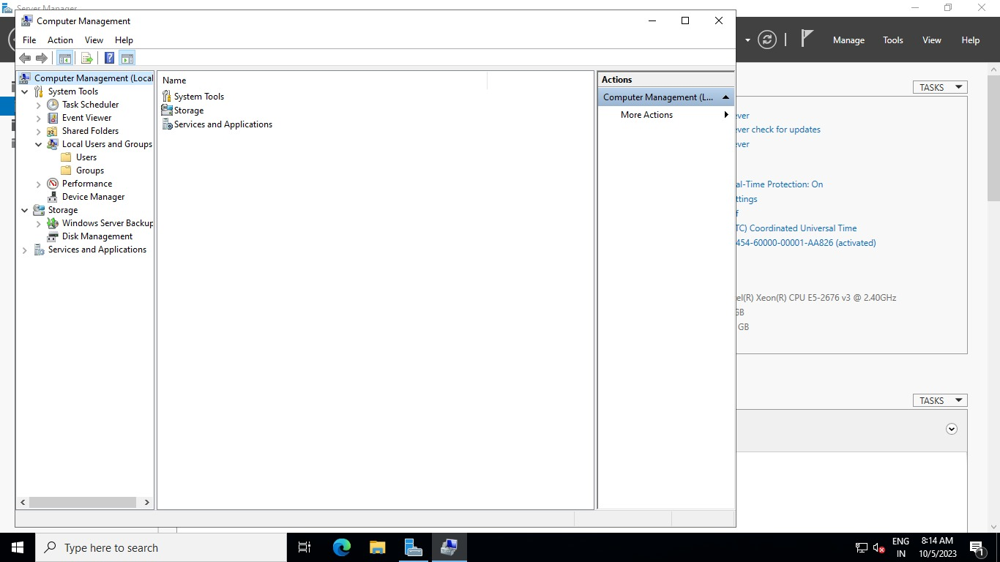 Server Manager
Computer Management
File Action View Help
Manage Tools View Help
Computer Management (Local
System Tools
Task Scheduler
Event Viewer
Shared Folders
Local Users and Groups
Users
Groups
Performance
Device Manager
Storage
Windows Server Backup
Disk Management
Services and Applications
Name
System Tools
Storage
Services and Applications
Actions
Computer Management (L...
More Actions
TASKS
ever
ever check for updates
ever
al-Time Protection: On
ttings
f
TC) Coordinated Universal Time
454-60000-00001-AA826 (activated)
el(R) Xeon(R) CPU E5-2676 v3 @ 2.40GHz
GB
GB
TASKS
Type here to search
ENG
IN
8:14 AM
10/5/2023
1